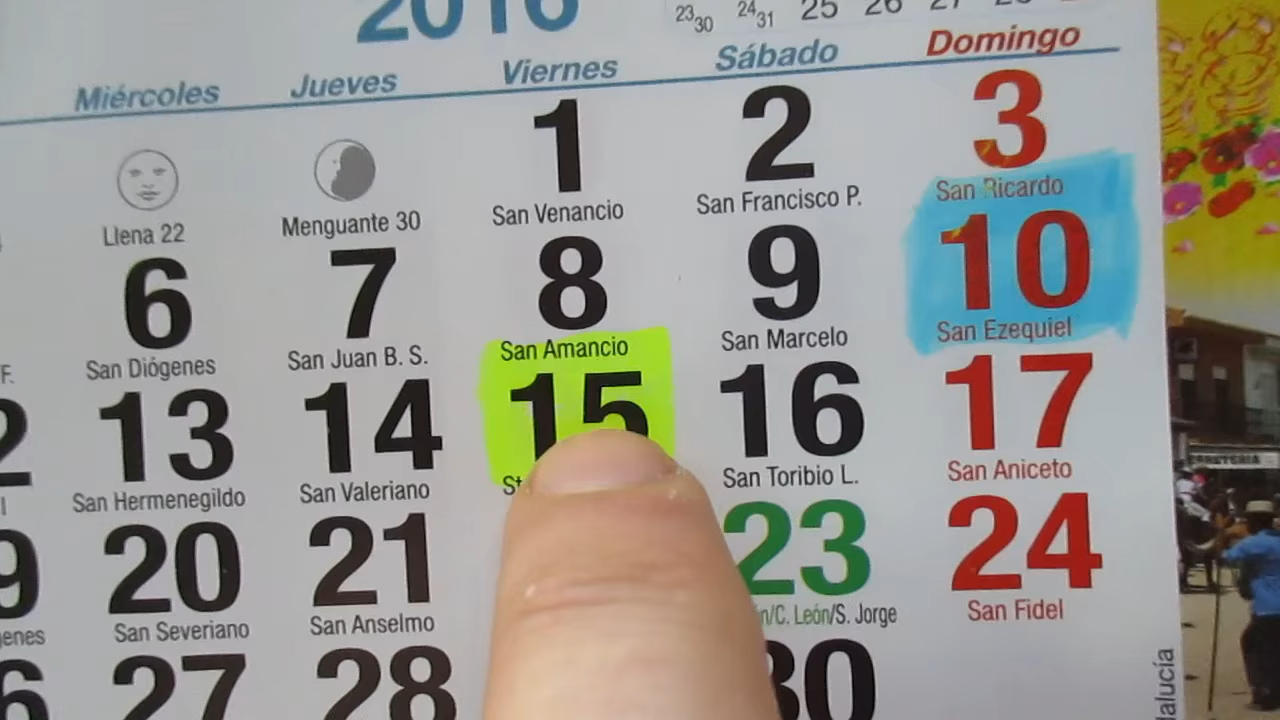 2016
23 30 24 31 25 26 27
Miércoles Jueves Viernes Sábado Domingo
1 2 3
Llena 22 Menguante 30 San Venancio San Francisco P. San Ricardo
6 7 8 9 10
San Diógenes San Juan B. S. San Amancio San Marcelo San Ezequiel
13 14 15 16 17
San Hermenegildo San Valeriano San Toribio L. San Aniceto
20 21 23 24
San Severiano San Anselmo C. León/S. Jorge San Fidel
27 28 30